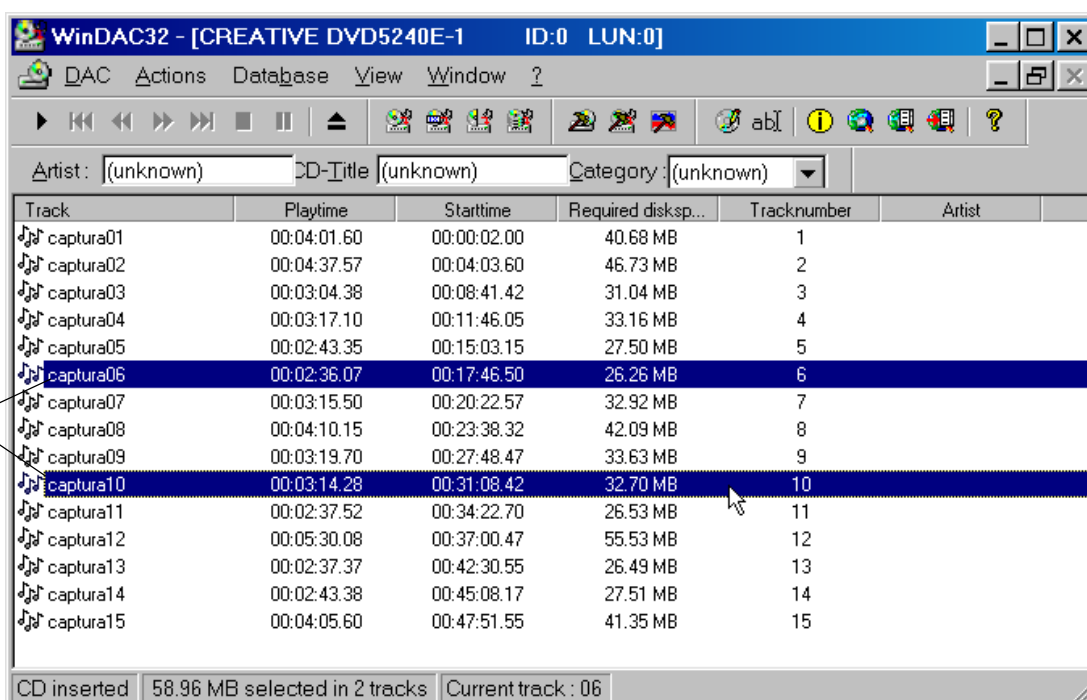 WinDAC32 - [CREATIVE DVD5240E-1 ID:0 LUN:0]
DAC Actions Database View Window ?
abI
Artist: (unknown) CD-Title (unknown) Category: (unknown)
Track Playtime Starttime Required disksp... Tracknumber Artist
captura01 00:04:01.60 00:00:02.00 40.68 MB 1
captura02 00:04:37.57 00:04:03.60 46.73 MB 2
captura03 00:03:04.38 00:08:41.42 31.04 MB 3
captura04 00:03:17.10 00:11:46.05 33.16 MB 4
captura05 00:02:43.35 00:15:03.15 27.50 MB 5
captura06 00:02:36.07 00:17:46.50 26.26 MB 6
captura07 00:03:15.50 00:20:22.57 32.92 MB 7
captura08 00:04:10.15 00:23:38.32 42.09 MB 8
captura09 00:03:19.70 00:27:48.47 33.63 MB 9
captura10 00:03:14.28 00:31:08.42 32.70 MB 10
captura11 00:02:37.52 00:34:22.70 26.53 MB 11
captura12 00:05:30.08 00:37:00.47 55.53 MB 12
captura13 00:02:37.37 00:42:30.55 26.49 MB 13
captura14 00:02:43.38 00:45:08.17 27.51 MB 14
captura15 00:04:05.60 00:47:51.55 41.35 MB 15
CD inserted 58.96 MB selected in 2 tracks Current track : 06